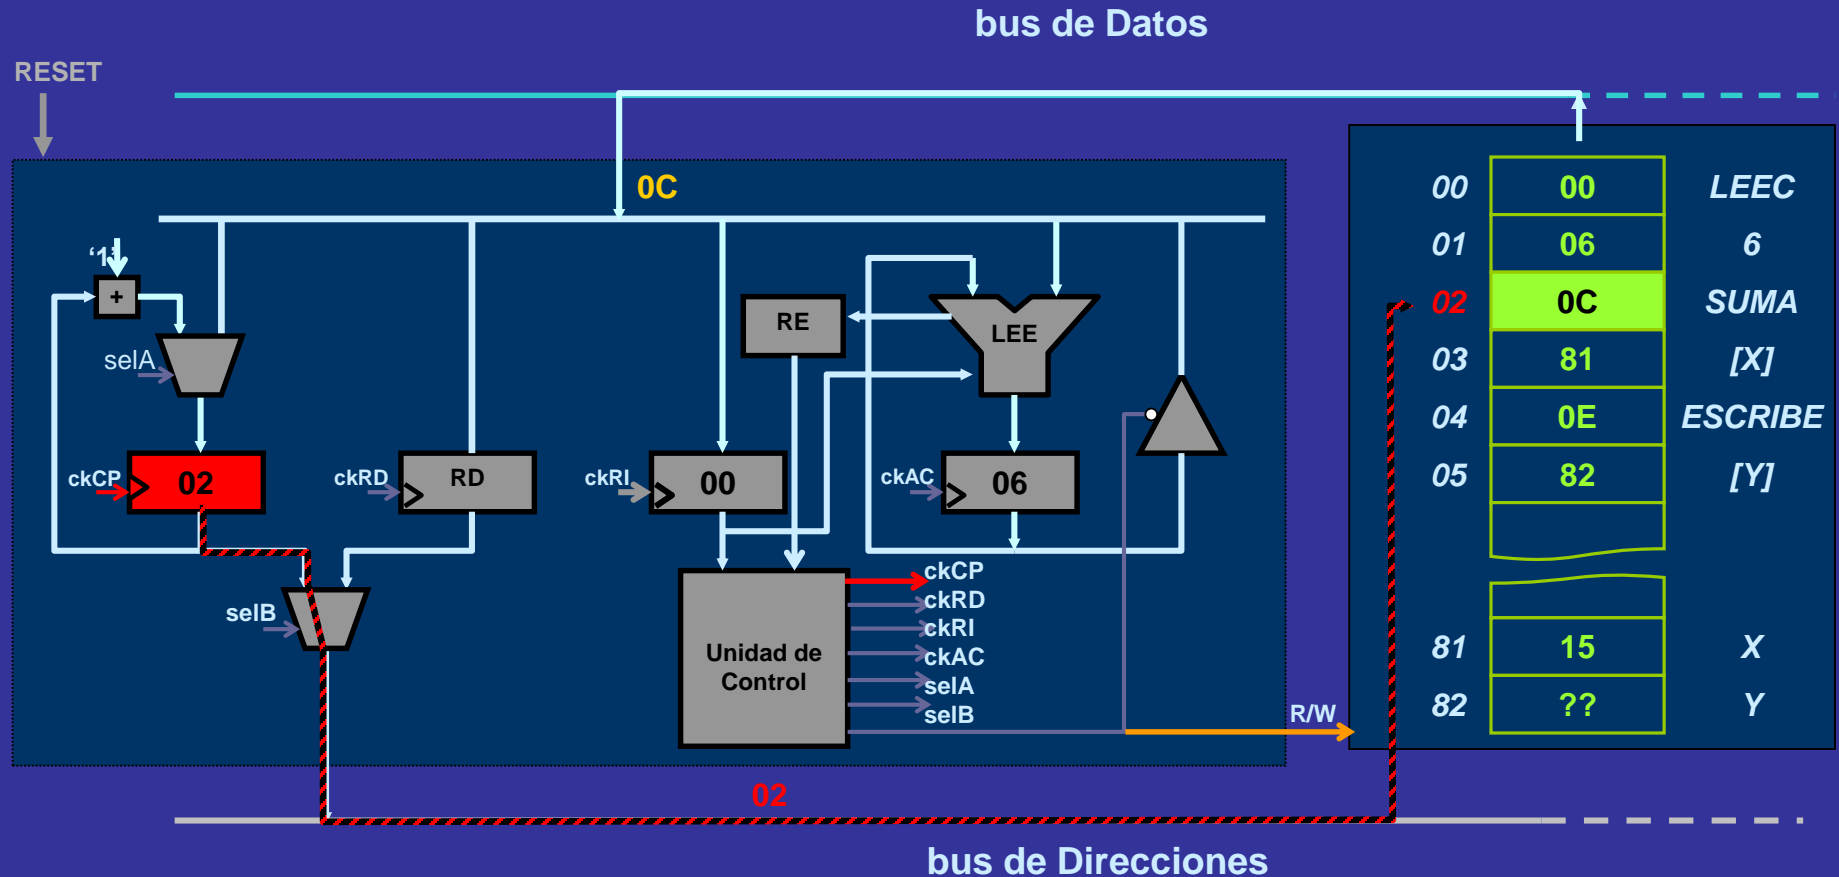 bus de Datos
RESET
0C
00 00 LEEC
01 06 6
02 0C SUMA
03 81 [X]
04 0E ESCRIBE
05 82 [Y]
81 15 X
82 ?? Y
‘1’
+
selA
RE
LEE
ckCP 02
ckRD RD
ckRI 00
ckAC 06
selB
Unidad de
Control
ckCP
ckRD
ckRI
ckAC
selA
selB
R/W
02
bus de Direcciones